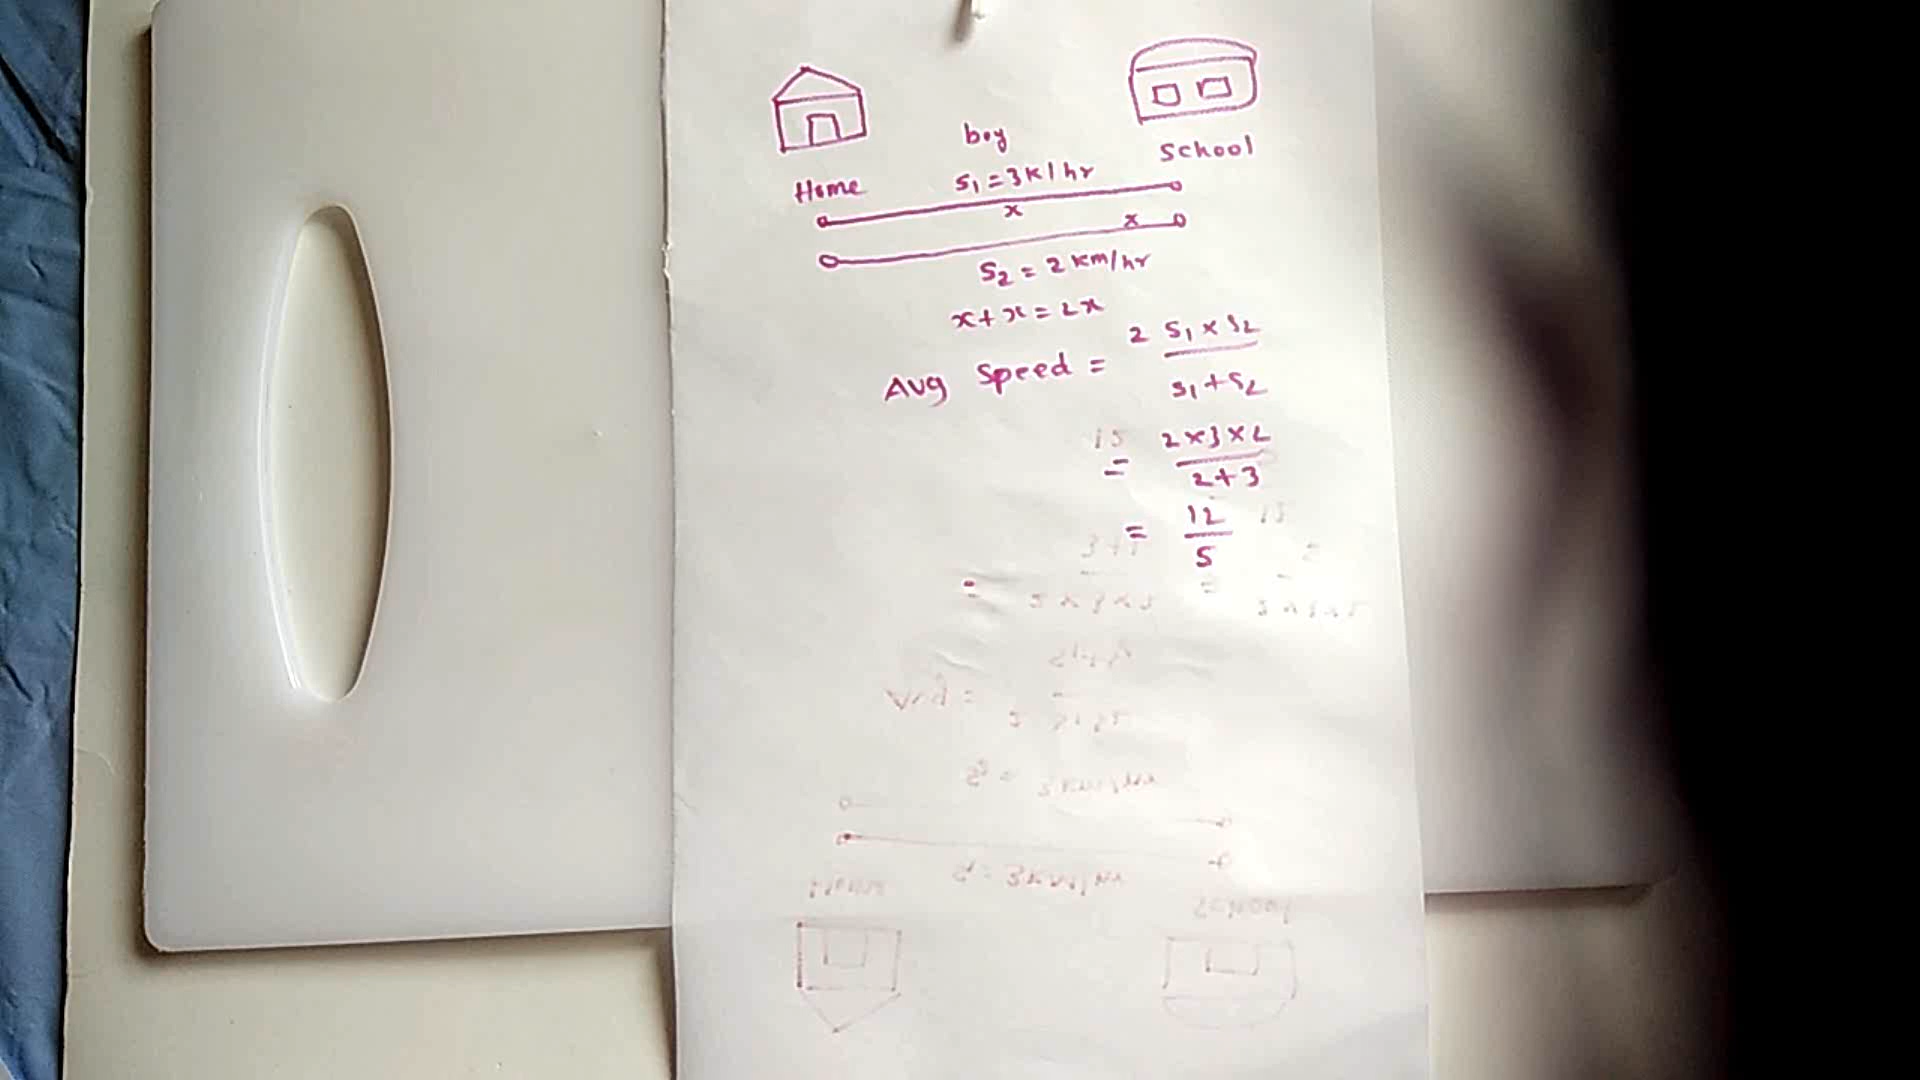 boy
School
Home
S1 = 3k/hr
x
x
S2 = 2 km/hr
x + x = 2x
Avg Speed = 2 S1 x S2
S1 + S2
= 2 x 3 x 2
2 + 3
= 12
5